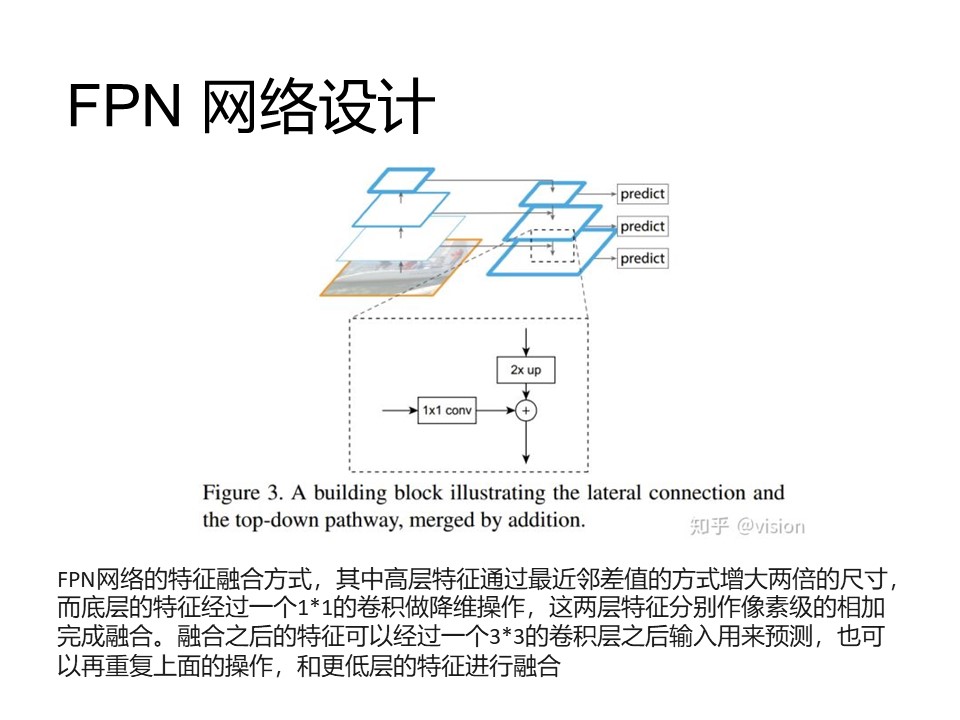 FPN 网络设计
predict
predict
predict
2x up
1x1 conv
+
Figure 3. A building block illustrating the lateral connection and
the top-down pathway, merged by addition.
知乎 @vision
FPN网络的特征融合方式，其中高层特征通过最近邻差值的方式增大两倍的尺寸，
而底层的特征经过一个1*1的卷积做降维操作，这两层特征分别作像素级的相加
完成融合。融合之后的特征可以经过一个3*3的卷积层之后输入用来预测，也可
以再重复上面的操作，和更低层的特征进行融合